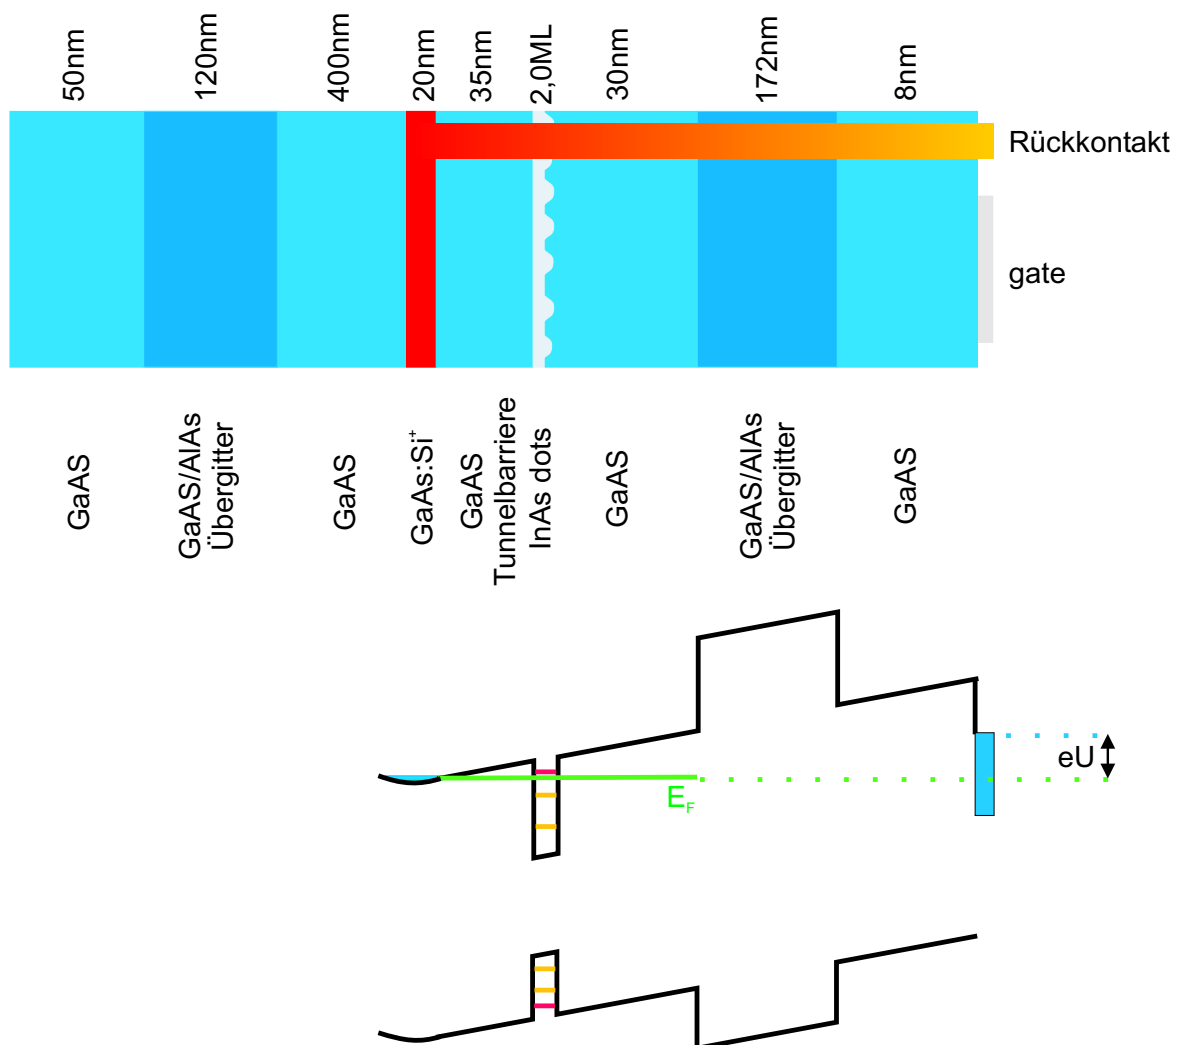 50nm
120nm
400nm
20nm
35nm
2,0ML
30nm
172nm
8nm
Rückkontakt
gate
GaAS
GaAS/AlAs
Übergitter
GaAS
GaAs:Si⁺
GaAS
Tunnelbarriere
InAs dots
GaAS
GaAS/AlAs
Übergitter
GaAS
eU
E_F